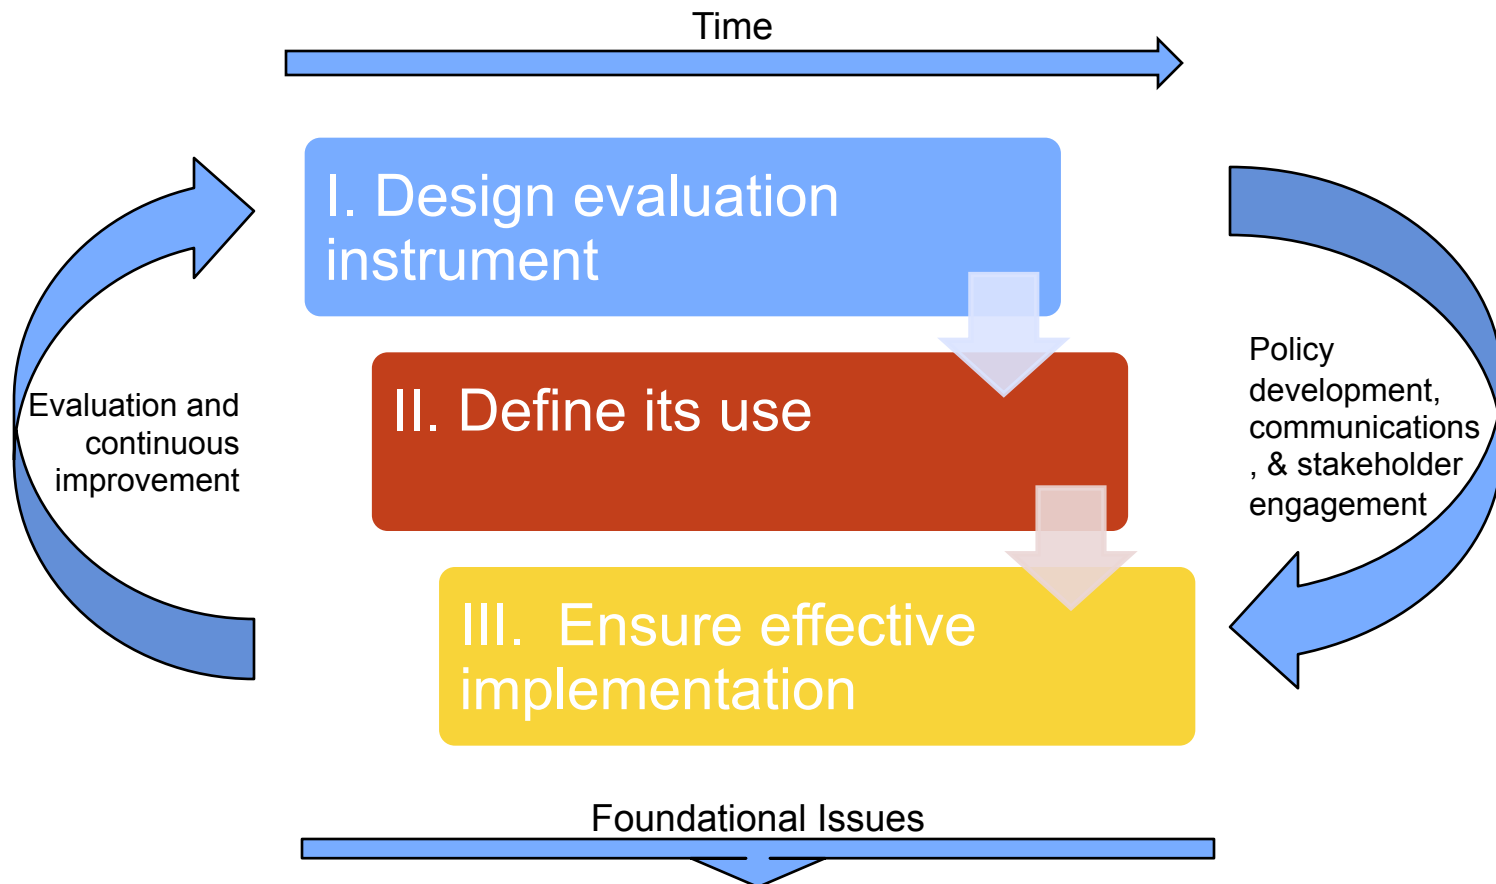 Time
I. Design evaluation
instrument
II. Define its use
III. Ensure effective
implementation
Evaluation and
continuous
improvement
Policy
development,
communications
, & stakeholder
engagement
Foundational Issues